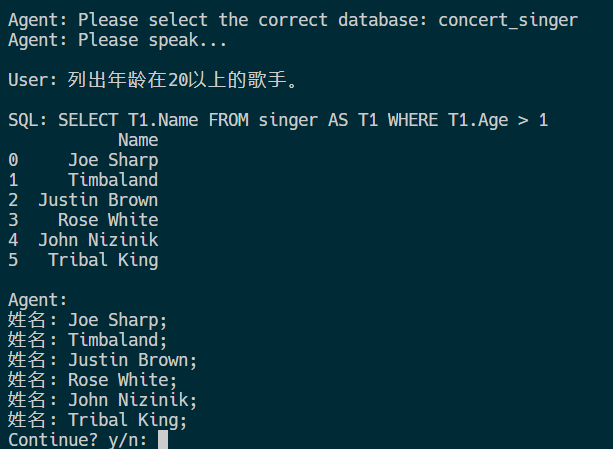 Agent: Please select the correct database: concert_singer
Agent: Please speak...
User: 列出年龄在20以上的歌手。
SQL: SELECT T1.Name FROM singer AS T1 WHERE T1.Age > 1
Name
0 Joe Sharp
1 Timbaland
2 Justin Brown
3 Rose White
4 John Nizinik
5 Tribal King
Agent:
姓名: Joe Sharp;
姓名: Timbaland;
姓名: Justin Brown;
姓名: Rose White;
姓名: John Nizinik;
姓名: Tribal King;
Continue? y/n: